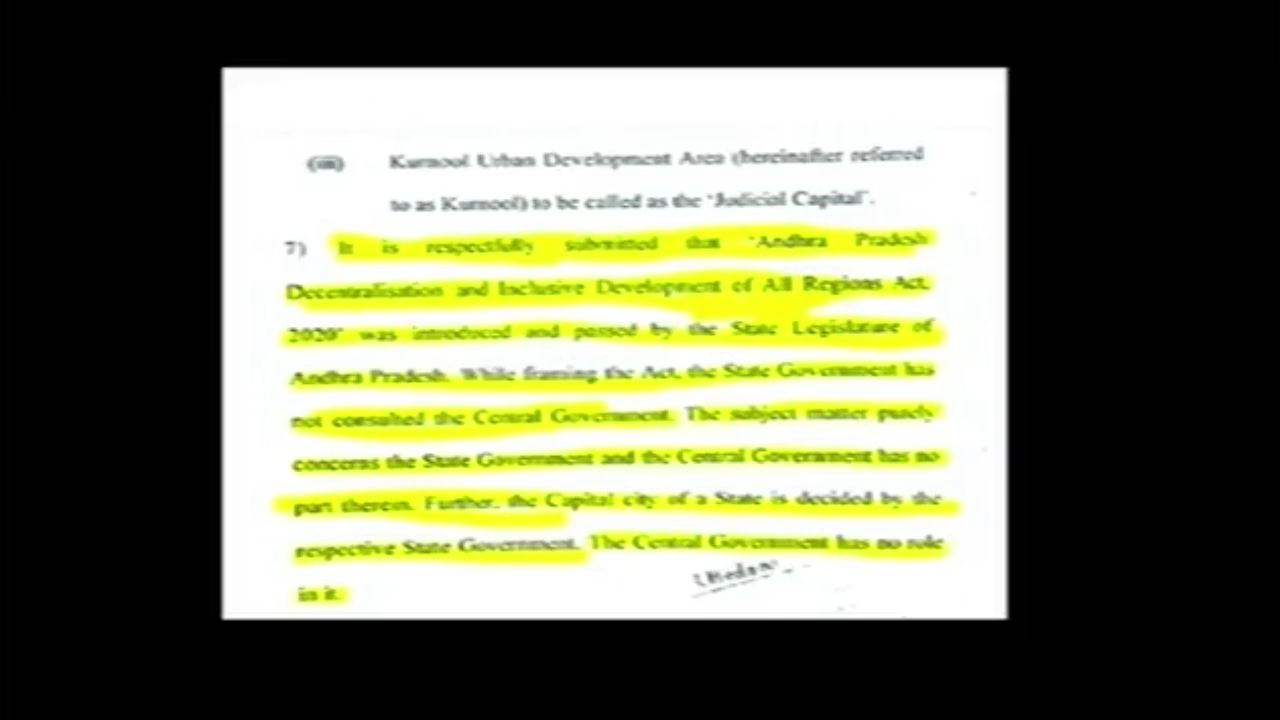 (iii) Kurnool Urban Development Area (hereinafter referred
to as Kurnool) to be called as the 'Judicial Capital'.
7) It is respectfully submitted that 'Andhra Pradesh
Decentralisation and Inclusive Development of All Regions Act,
2020' was introduced and passed by the State Legislature of
Andhra Pradesh. While framing the Act, the State Government has
not consulted the Central Government. The subject matter purely
concerns the State Government and the Central Government has no
part therein. Further, the Capital city of a State is decided by the
respective State Government. The Central Government has no role
in it.